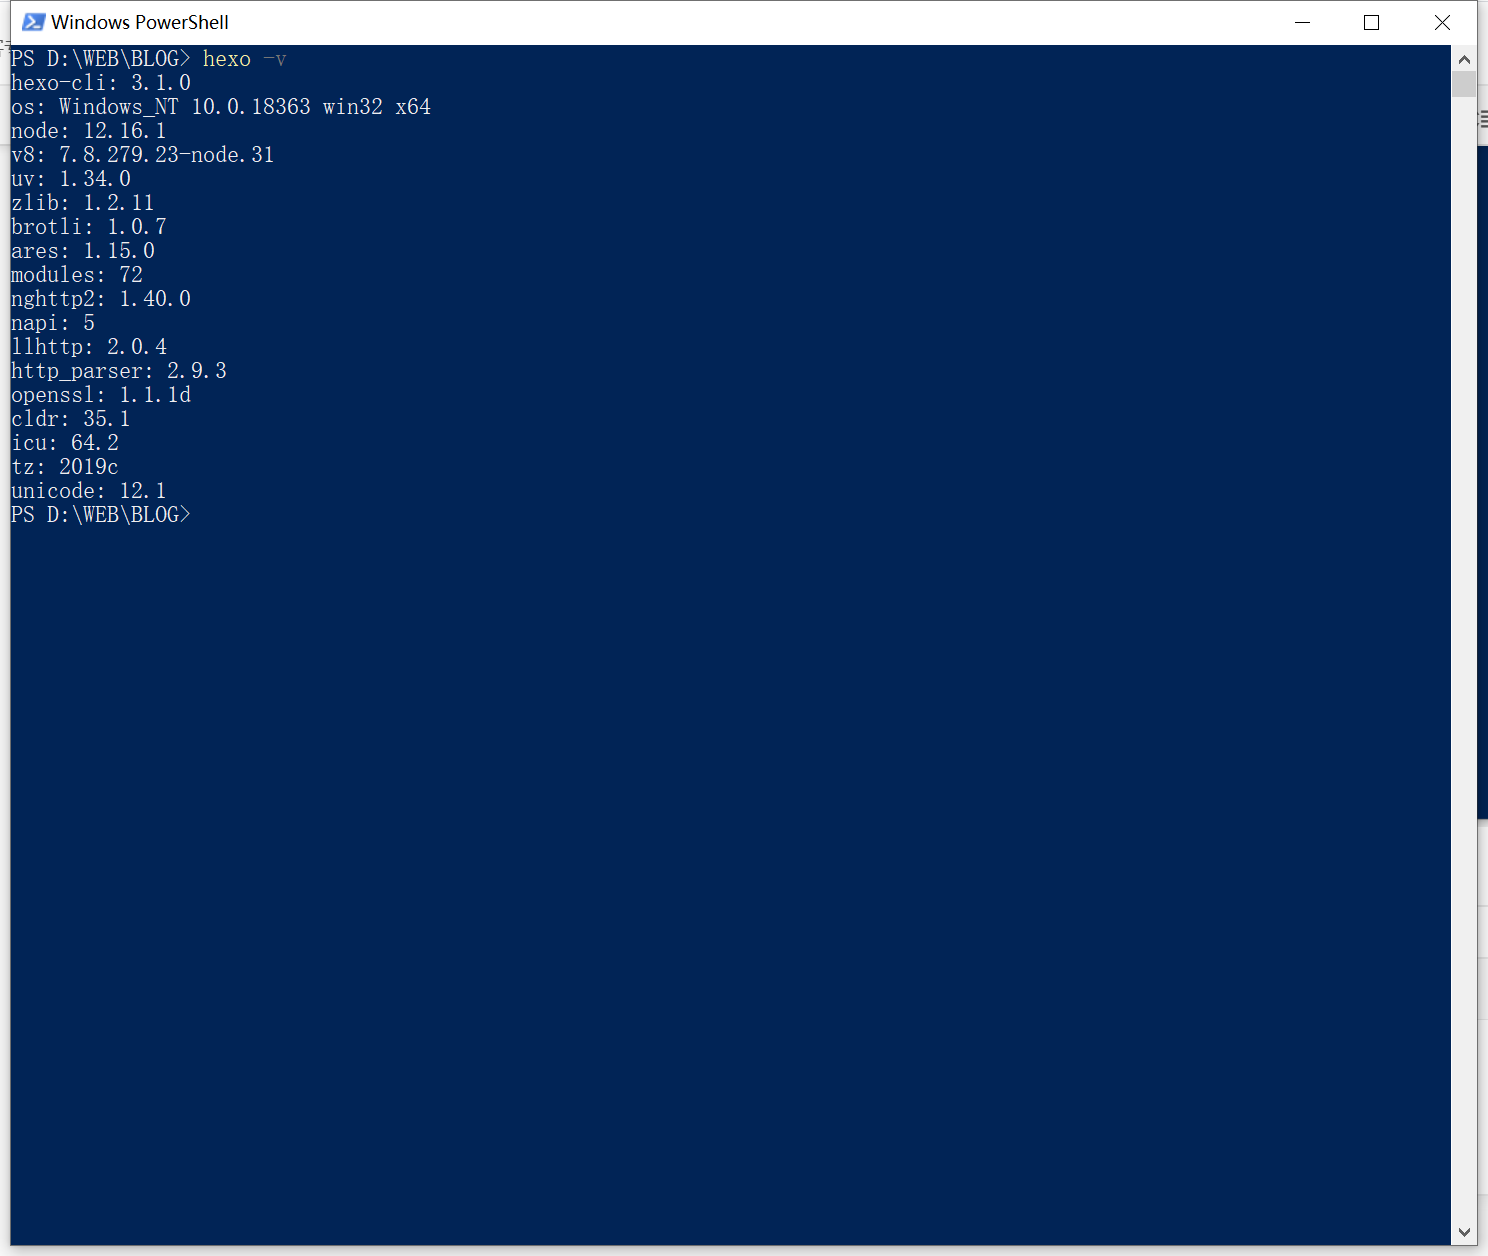 Windows PowerShell
PS D:\WEB\BLOG> hexo -v
hexo-cli: 3.1.0
os: Windows_NT 10.0.18363 win32 x64
node: 12.16.1
v8: 7.8.279.23-node.31
uv: 1.34.0
zlib: 1.2.11
brotli: 1.0.7
ares: 1.15.0
modules: 72
nghttp2: 1.40.0
napi: 5
llhttp: 2.0.4
http_parser: 2.9.3
openssl: 1.1.1d
cldr: 35.1
icu: 64.2
tz: 2019c
unicode: 12.1
PS D:\WEB\BLOG>